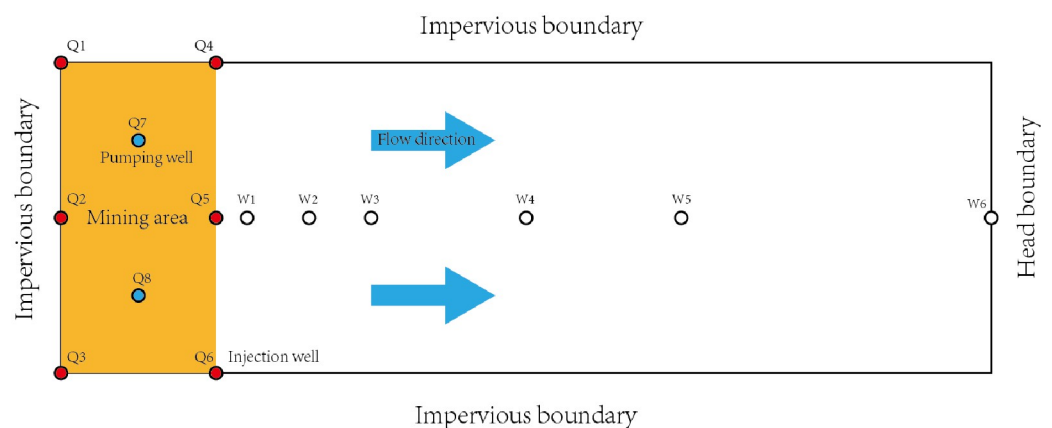 Impervious boundary
Q1
Q4
Q7
Pumping well
Flow direction
Impervious boundary
Q2
Mining area
Q5
W1
W2
W3
W4
W5
W6
Head boundary
Q8
Q3
Q6
Injection well
Impervious boundary